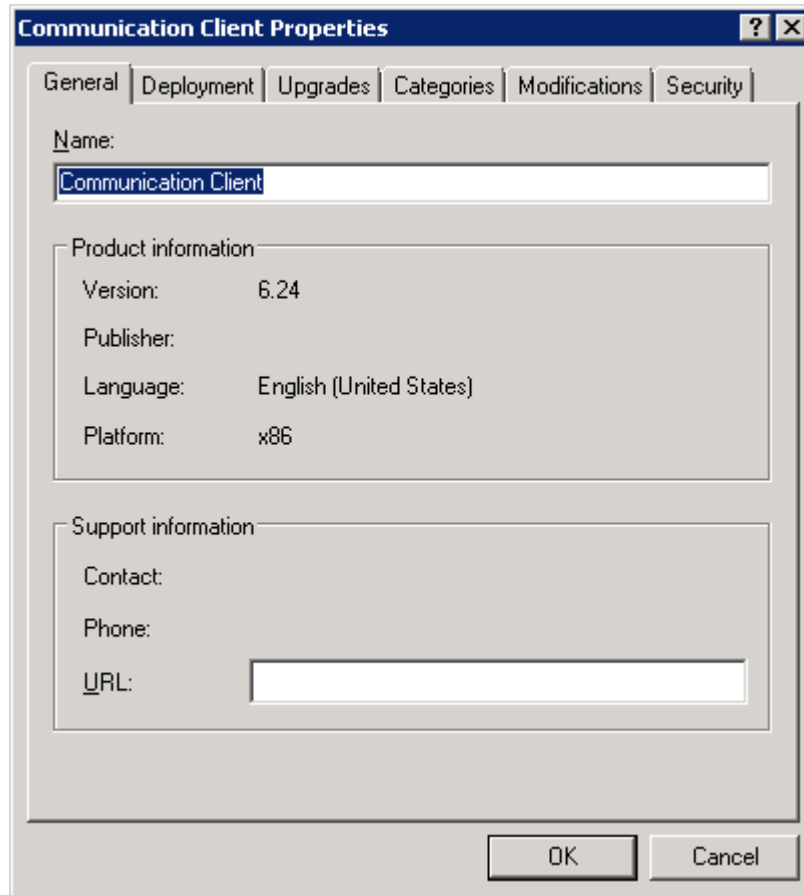 Communication Client Properties
General Deployment Upgrades Categories Modifications Security
Name:
Communication Client
Product information
Version: 6.24
Publisher:
Language: English (United States)
Platform: x86
Support information
Contact:
Phone:
URL:
OK Cancel